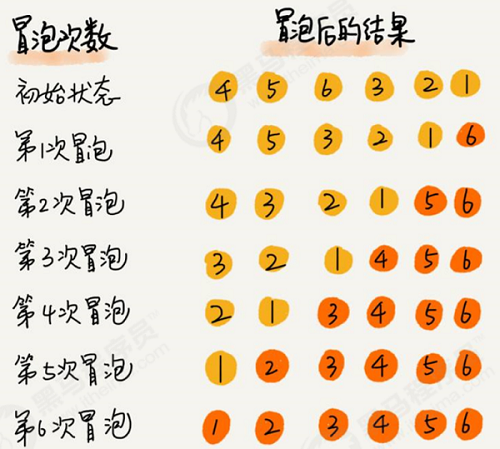 冒泡次数 冒泡后的结果
初始状态 4 5 6 3 2 1
第1次冒泡 4 5 3 2 1 6
第2次冒泡 4 3 2 1 5 6
第3次冒泡 3 2 1 4 5 6
第4次冒泡 2 1 3 4 5 6
第5次冒泡 1 2 3 4 5 6
第6次冒泡 1 2 3 4 5 6